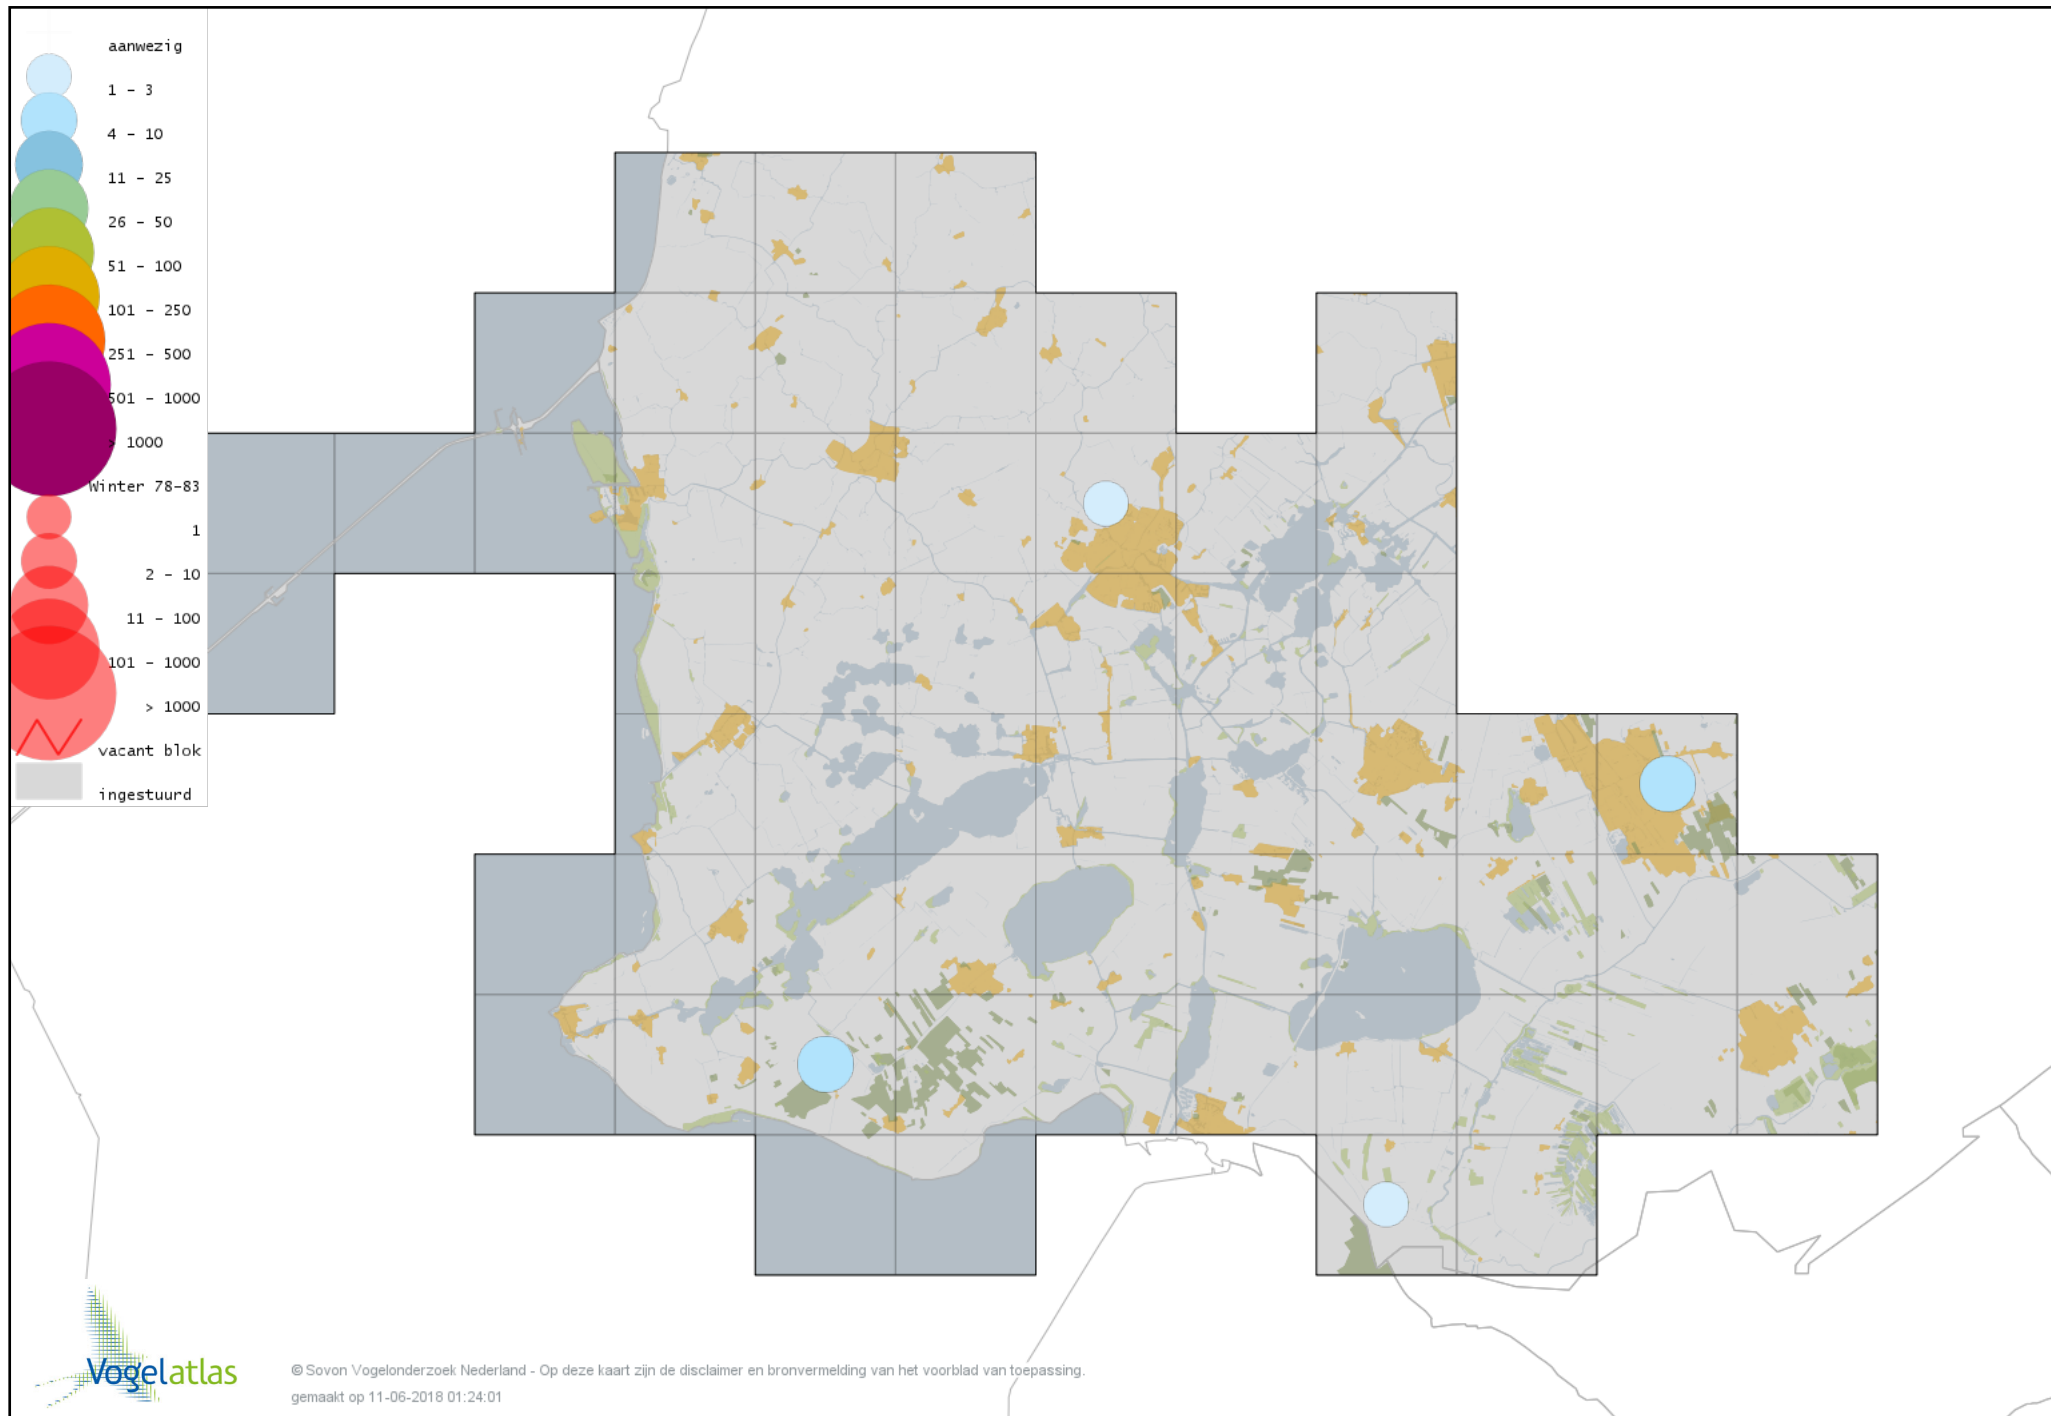 aanwezig
1 - 3
4 - 10
11 - 25
26 - 50
51 - 100
101 - 250
251 - 500
501 - 1000
> 1000
Winter 78-83
1
2 - 10
11 - 100
101 - 1000
> 1000
vacant blok
ingestuurd
Vogelatlas
© Sovon Vogelonderzoek Nederland - Op deze kaart zijn de disclaimer en bronvermelding van het voorblad van toepassing.
gemaakt op 11-06-2018 01:24:01